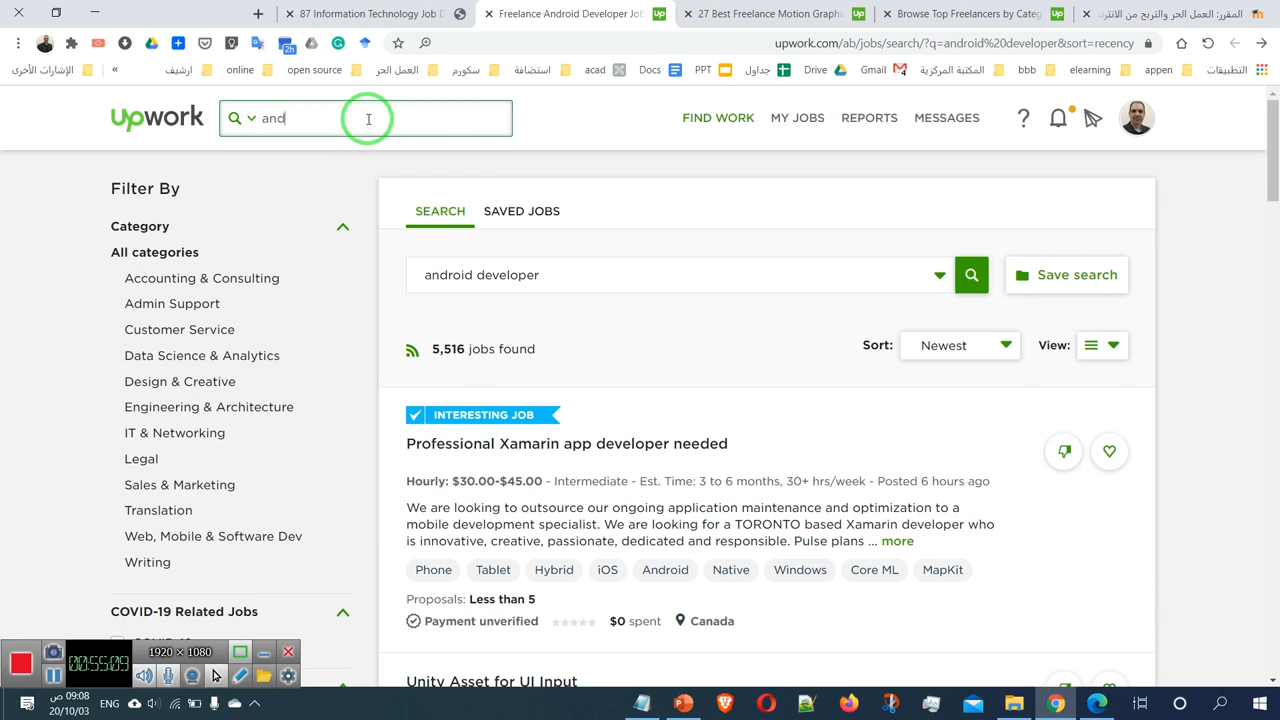 87 Information Technology Job D
Freelance Android Developer Job
27 Best Freelance Motion Graphi
Browse Top Freelancers by Categ
المقرر: العمل الحر والتربح من الانترن
upwork.com/ab/jobs/search/?q=android%20developer&sort=recency
2h
الإشارات الأخرى
»
ارشيف
online
open source
العمل الحر
سكورم
استضافة
acad
Docs
PPT
جداول
Drive
Gmail
المكتبة المركزية
bbb
elearning
appen
التطبيقات
upwork
and
FIND WORK
MY JOBS
REPORTS
MESSAGES
Filter By
Category
All categories
Accounting & Consulting
Admin Support
Customer Service
Data Science & Analytics
Design & Creative
Engineering & Architecture
IT & Networking
Legal
Sales & Marketing
Translation
Web, Mobile & Software Dev
Writing
COVID-19 Related Jobs
SEARCH
SAVED JOBS
android developer
Save search
5,516 jobs found
Sort:
Newest
View:
INTERESTING JOB
Professional Xamarin app developer needed
Hourly: $30.00-$45.00 - Intermediate - Est. Time: 3 to 6 months, 30+ hrs/week - Posted 6 hours ago
We are looking to outsource our ongoing application maintenance and optimization to a
mobile development specialist. We are looking for a TORONTO based Xamarin developer who
is innovative, creative, passionate, dedicated and responsible. Pulse plans ... more
Phone
Tablet
Hybrid
iOS
Android
Native
Windows
Core ML
MapKit
Proposals: Less than 5
Payment unverified
$0 spent
Canada
Unity Asset for UI Input
1920 × 1080
00:55:09
09:08 ص
20/10/03
ENG